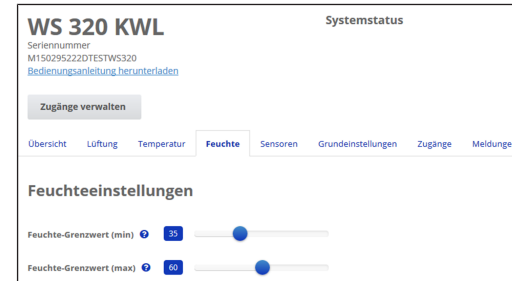 WS 320 KWL
Systemstatus
Seriennummer
M150295222DTESTWS320
Bedienungsanleitung herunterladen
Zugänge verwalten
Übersicht Lüftung Temperatur Feuchte Sensoren Grundeinstellungen Zugänge Meldunge
Feuchteeinstellungen
Feuchte-Grenzwert (min) ? 35
Feuchte-Grenzwert (max) ? 60